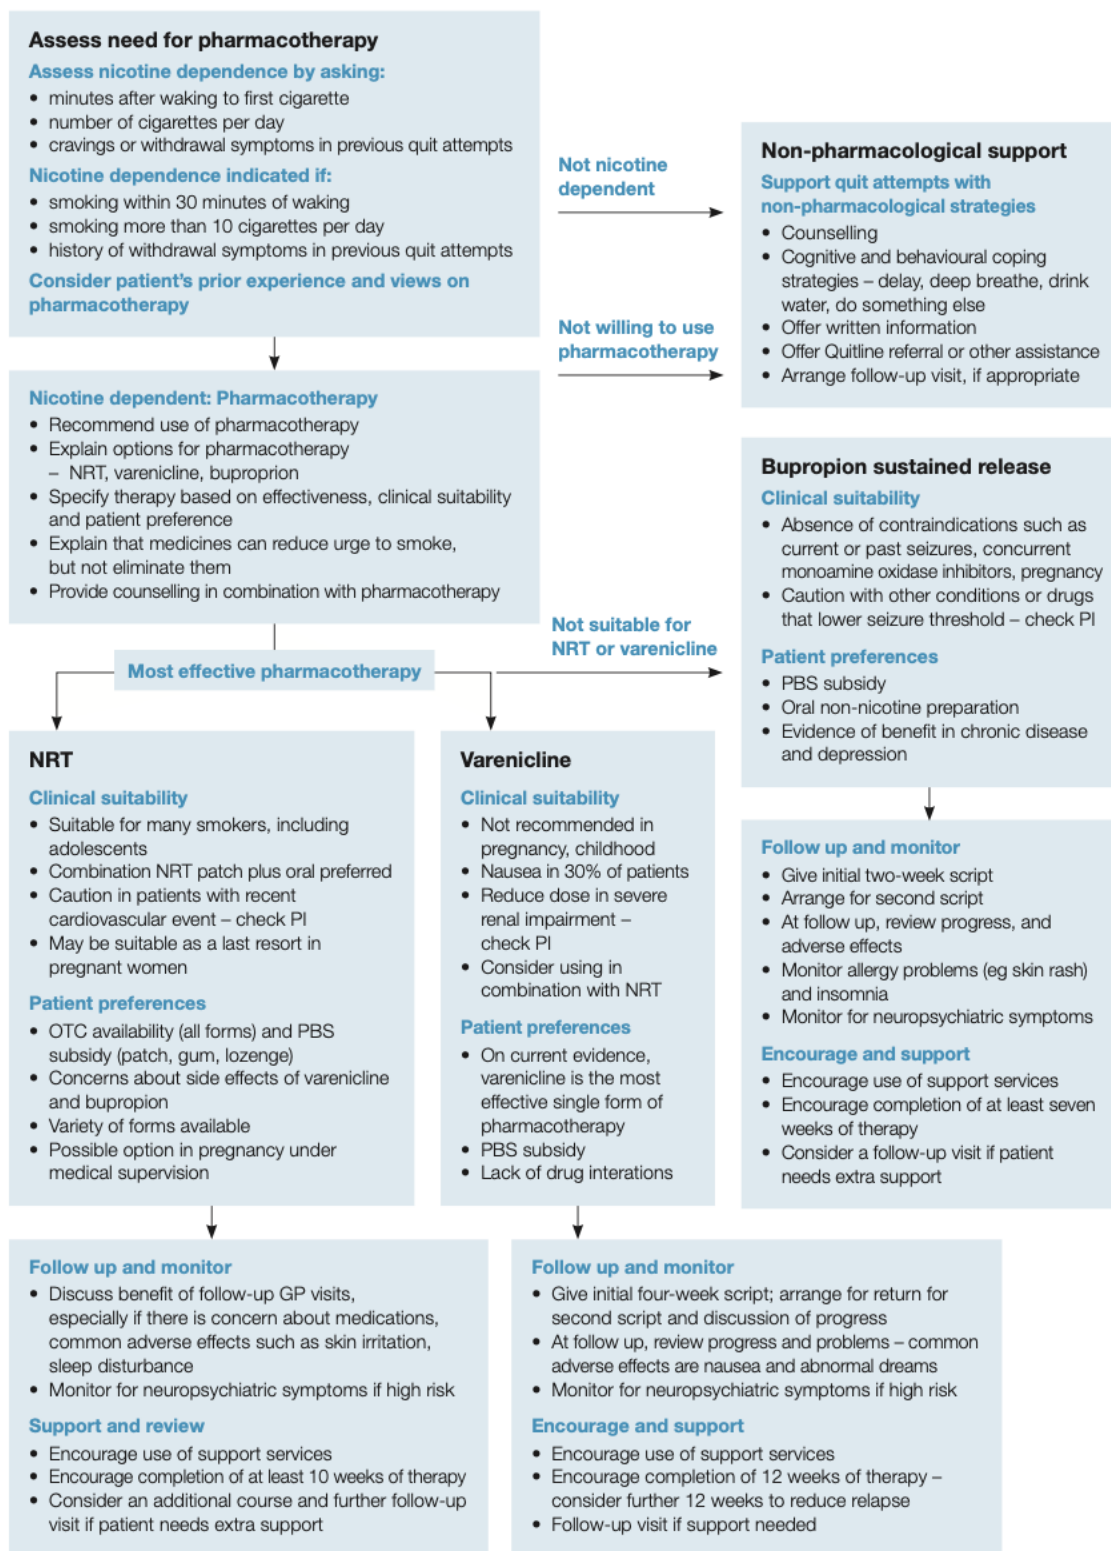 Assess need for pharmacotherapy
Assess nicotine dependence by asking:
• minutes after waking to first cigarette
• number of cigarettes per day
• cravings or withdrawal symptoms in previous quit attempts
Nicotine dependence indicated if:
• smoking within 30 minutes of waking
• smoking more than 10 cigarettes per day
• history of withdrawal symptoms in previous quit attempts
Consider patient's prior experience and views on
pharmacotherapy
Not nicotine
dependent
Not willing to use
pharmacotherapy
Non-pharmacological support
Support quit attempts with
non-pharmacological strategies
• Counselling
• Cognitive and behavioural coping
strategies – delay, deep breathe, drink
water, do something else
• Offer written information
• Offer Quitline referral or other assistance
• Arrange follow-up visit, if appropriate
Nicotine dependent: Pharmacotherapy
• Recommend use of pharmacotherapy
• Explain options for pharmacotherapy
– NRT, varenicline, buproprion
• Specify therapy based on effectiveness, clinical suitability
and patient preference
• Explain that medicines can reduce urge to smoke,
but not eliminate them
• Provide counselling in combination with pharmacotherapy
Most effective pharmacotherapy
Not suitable for
NRT or varenicline
Bupropion sustained release
Clinical suitability
• Absence of contraindications such as
current or past seizures, concurrent
monoamine oxidase inhibitors, pregnancy
• Caution with other conditions or drugs
that lower seizure threshold – check PI
Patient preferences
• PBS subsidy
• Oral non-nicotine preparation
• Evidence of benefit in chronic disease
and depression
NRT
Clinical suitability
• Suitable for many smokers, including
adolescents
• Combination NRT patch plus oral preferred
• Caution in patients with recent
cardiovascular event – check PI
• May be suitable as a last resort in
pregnant women
Patient preferences
• OTC availability (all forms) and PBS
subsidy (patch, gum, lozenge)
• Concerns about side effects of varenicline
and bupropion
• Variety of forms available
• Possible option in pregnancy under
medical supervision
Varenicline
Clinical suitability
• Not recommended in
pregnancy, childhood
• Nausea in 30% of patients
• Reduce dose in severe
renal impairment –
check PI
• Consider using in
combination with NRT
Patient preferences
• On current evidence,
varenicline is the most
effective single form of
pharmacotherapy
• PBS subsidy
• Lack of drug interations
Follow up and monitor
• Give initial two-week script
• Arrange for second script
• At follow up, review progress, and
adverse effects
• Monitor allergy problems (eg skin rash)
and insomnia
• Monitor for neuropsychiatric symptoms
Encourage and support
• Encourage use of support services
• Encourage completion of at least seven
weeks of therapy
• Consider a follow-up visit if patient
needs extra support
Follow up and monitor
• Discuss benefit of follow-up GP visits,
especially if there is concern about medications,
common adverse effects such as skin irritation,
sleep disturbance
• Monitor for neuropsychiatric symptoms if high risk
Support and review
• Encourage use of support services
• Encourage completion of at least 10 weeks of therapy
• Consider an additional course and further follow-up
visit if patient needs extra support
Follow up and monitor
• Give initial four-week script; arrange for return for
second script and discussion of progress
• At follow up, review progress and problems – common
adverse effects are nausea and abnormal dreams
• Monitor for neuropsychiatric symptoms if high risk
Encourage and support
• Encourage use of support services
• Encourage completion of 12 weeks of therapy –
consider further 12 weeks to reduce relapse
• Follow-up visit if support needed